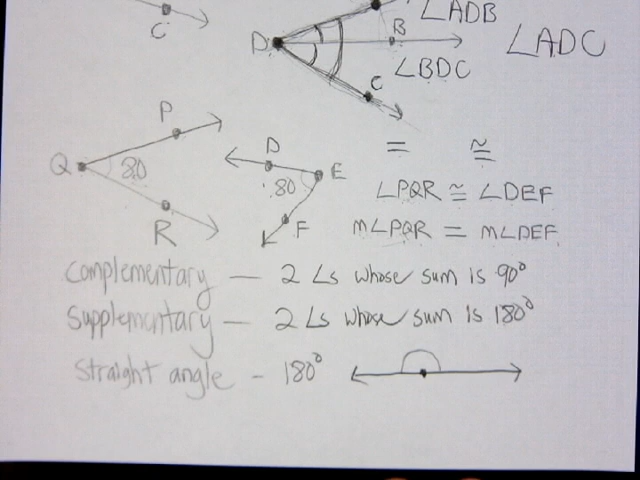 C
∠ADB
D B ∠ADC
∠BDC
C
P
Q 80 D E = ≅
80 ∠PQR ≅ ∠DEF
R F m∠PQR = m∠DEF
Complementary — 2 ∠s whose sum is 90°
Supplementary — 2 ∠s whose sum is 180°
Straight angle - 180°